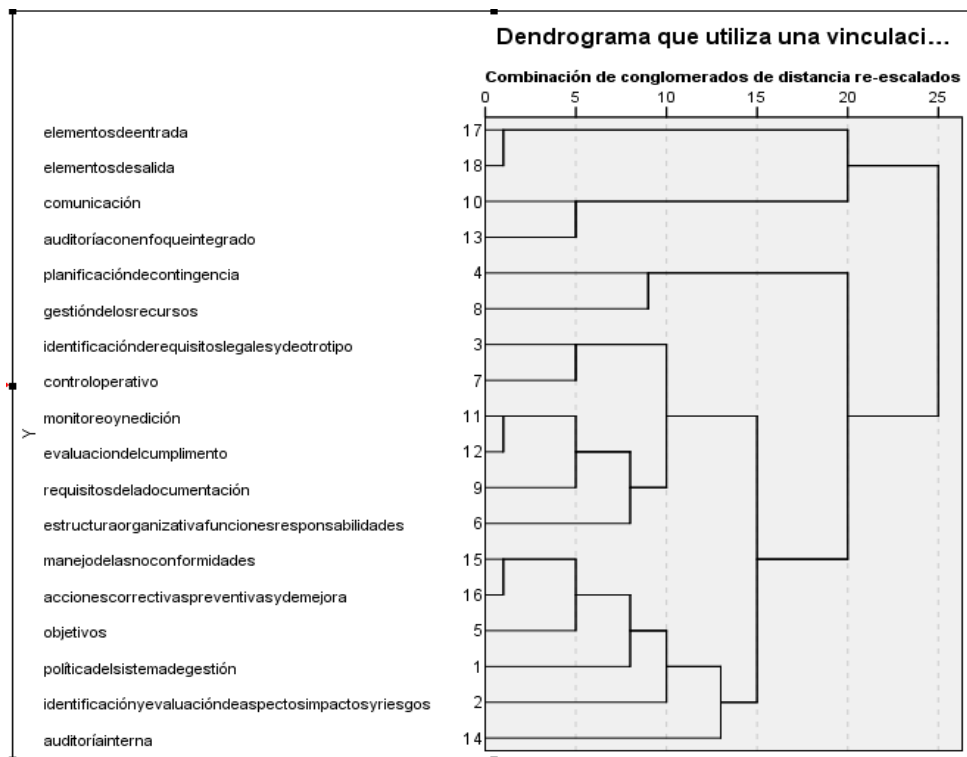 Dendrograma que utiliza una vinculaci...
Combinación de conglomerados de distancia re-escalados
0 5 10 15 20 25
elementosdeentrada 17
elementosdesalida 18
comunicación 10
auditoríaconenfoqueintegrado 13
planificacióndecontingencia 4
gestióndelosrecursos 8
identificaciónderequisitoslegalesydeotrotipo 3
controloperativo 7
monitoreoynedición 11
Y
evaluaciondelcumplimento 12
requisitosdeladocumentación 9
estructuraorganizativafuncionesresponsabilidades 6
manejodelasnoconformidades 15
accionescorrectivaspreventivasydemejora 16
objetivos 5
políticadelsistemadegestión 1
identificaciónyevaluacióndeaspectosimpactosyriesgos 2
auditoríainterna 14